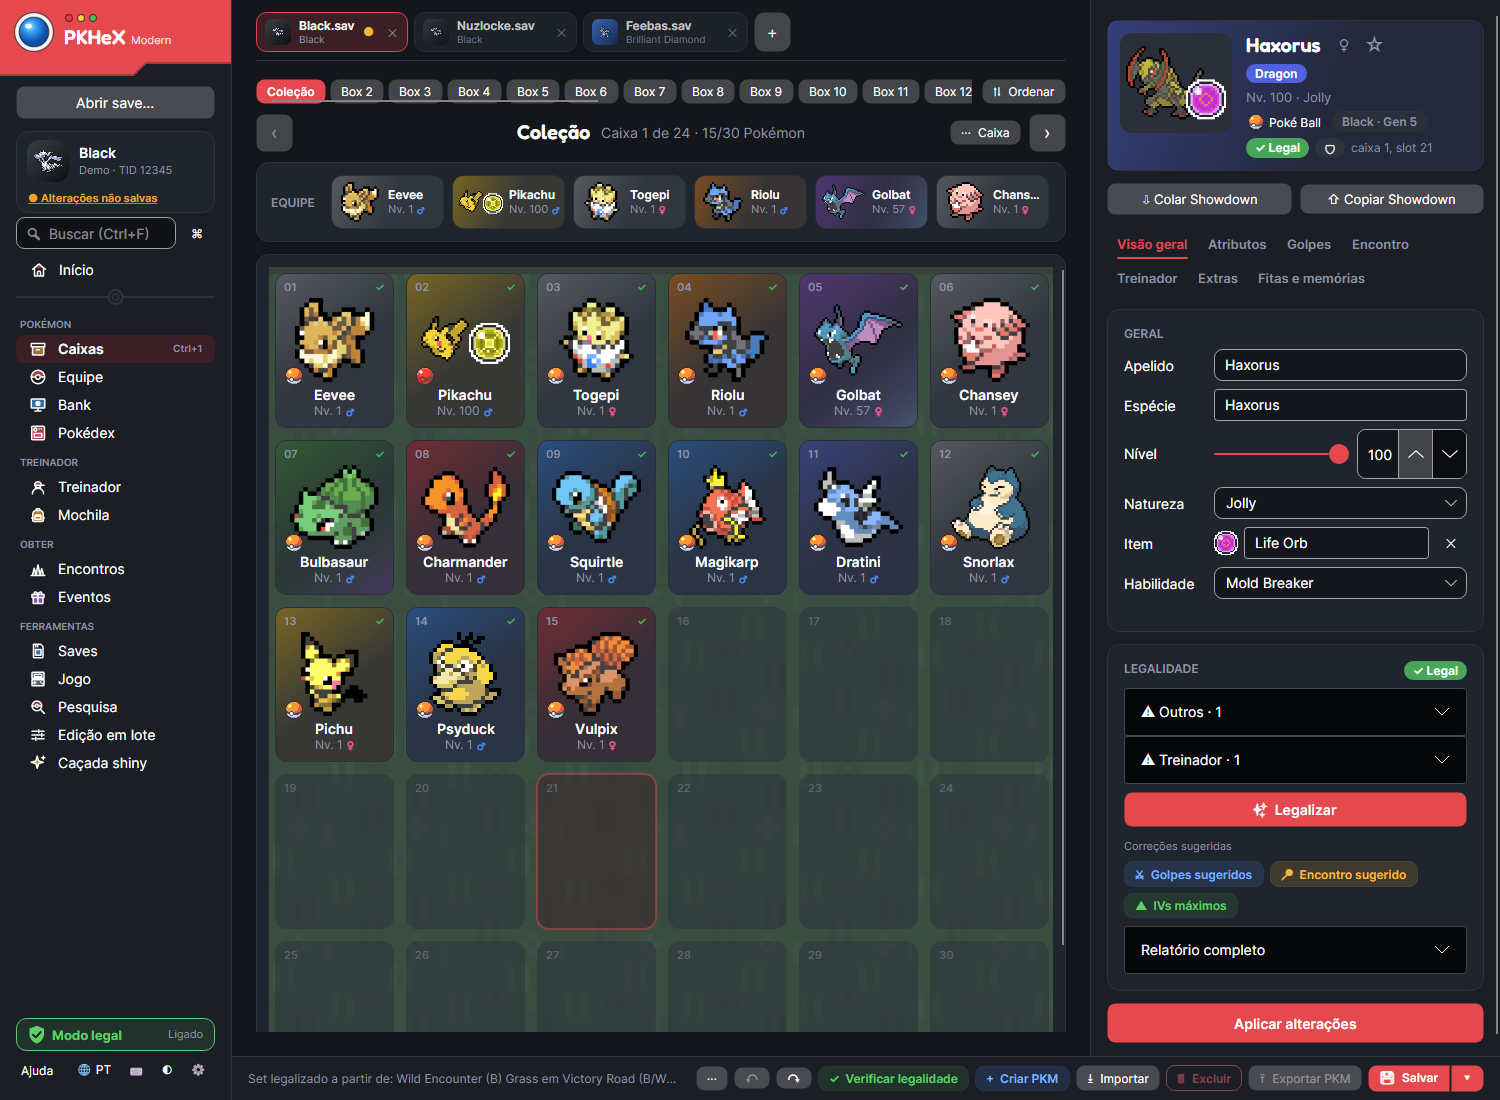 PKHeX Modern
Abrir save...
Black
Demo · TID 12345
Alterações não salvas
Buscar (Ctrl+F)
⌘
Início
POKÉMON
Caixas Ctrl+1
Equipe
Bank
Pokédex
TREINADOR
Treinador
Mochila
OBTER
Encontros
Eventos
FERRAMENTAS
Saves
Jogo
Pesquisa
Edição em lote
Caçada shiny
Modo legal Ligado
Ajuda PT
Black.sav
Black
Nuzlocke.sav
Black
Feebas.sav
Brilliant Diamond
+
Coleção Box 2 Box 3 Box 4 Box 5 Box 6 Box 7 Box 8 Box 9 Box 10 Box 11 Box 12 Ordenar
‹ Coleção Caixa 1 de 24 · 15/30 Pokémon ··· Caixa ›
EQUIPE
Eevee
Nv. 1 ♂
Pikachu
Nv. 100 ♂
Togepi
Nv. 1 ♀
Riolu
Nv. 1 ♂
Golbat
Nv. 57 ♀
Chans...
Nv. 1 ♀
01 ✓ 02 ✓ 03 ✓ 04 ✓ 05 ✓ 06 ✓
Eevee Pikachu Togepi Riolu Golbat Chansey
Nv. 1 ♂ Nv. 100 ♂ Nv. 1 ♀ Nv. 1 ♂ Nv. 57 ♀ Nv. 1 ♀
07 ✓ 08 ✓ 09 ✓ 10 ✓ 11 ✓ 12 ✓
Bulbasaur Charmander Squirtle Magikarp Dratini Snorlax
Nv. 1 ♂ Nv. 1 ♂ Nv. 1 ♂ Nv. 1 ♂ Nv. 1 ♂ Nv. 1 ♂
13 ✓ 14 ✓ 15 ✓ 16 17 18
Pichu Psyduck Vulpix
Nv. 1 ♀ Nv. 1 ♂ Nv. 1 ♀
19 20 21 22 23 24
25 26 27 28 29 30
Haxorus ♀ ☆
Dragon
Nv. 100 · Jolly
Poké Ball Black · Gen 5
✓ Legal caixa 1, slot 21
⇩ Colar Showdown ⇧ Copiar Showdown
Visão geral Atributos Golpes Encontro
Treinador Extras Fitas e memórias
GERAL
Apelido Haxorus
Espécie Haxorus
Nível 100
Natureza Jolly
Item Life Orb ✕
Habilidade Mold Breaker
LEGALIDADE ✓ Legal
Outros · 1
Treinador · 1
Legalizar
Correções sugeridas
Golpes sugeridos Encontro sugerido
IVs máximos
Relatório completo
Aplicar alterações
Set legalizado a partir de: Wild Encounter (B) Grass em Victory Road (B/W... ··· ✓ Verificar legalidade + Criar PKM Importar Excluir Exportar PKM Salvar